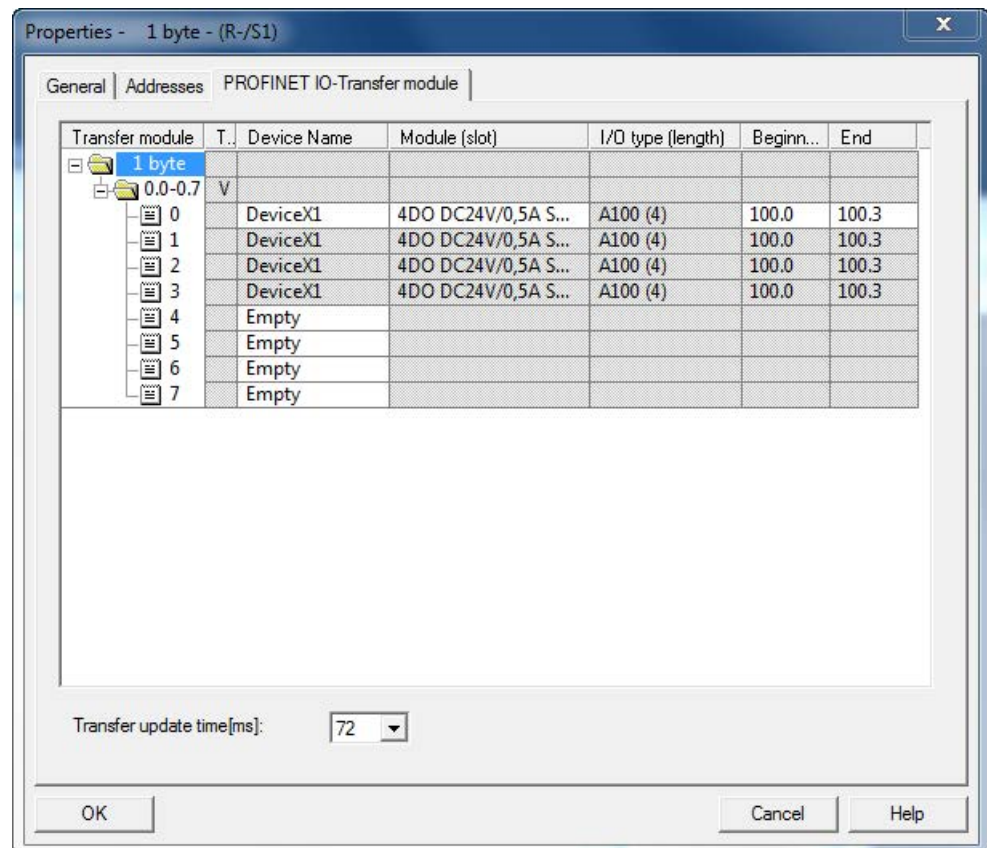 Properties -   1 byte - (R-/S1)
General Addresses PROFINET IO-Transfer module
Transfer module T.. Device Name Module (slot) I/O type (length) Beginn... End
1 byte
0.0-0.7 V
0 DeviceX1 4DO DC24V/0,5A S... A100 (4) 100.0 100.3
1 DeviceX1 4DO DC24V/0,5A S... A100 (4) 100.0 100.3
2 DeviceX1 4DO DC24V/0,5A S... A100 (4) 100.0 100.3
3 DeviceX1 4DO DC24V/0,5A S... A100 (4) 100.0 100.3
4 Empty
5 Empty
6 Empty
7 Empty
Transfer update time[ms]: 72
OK Cancel Help